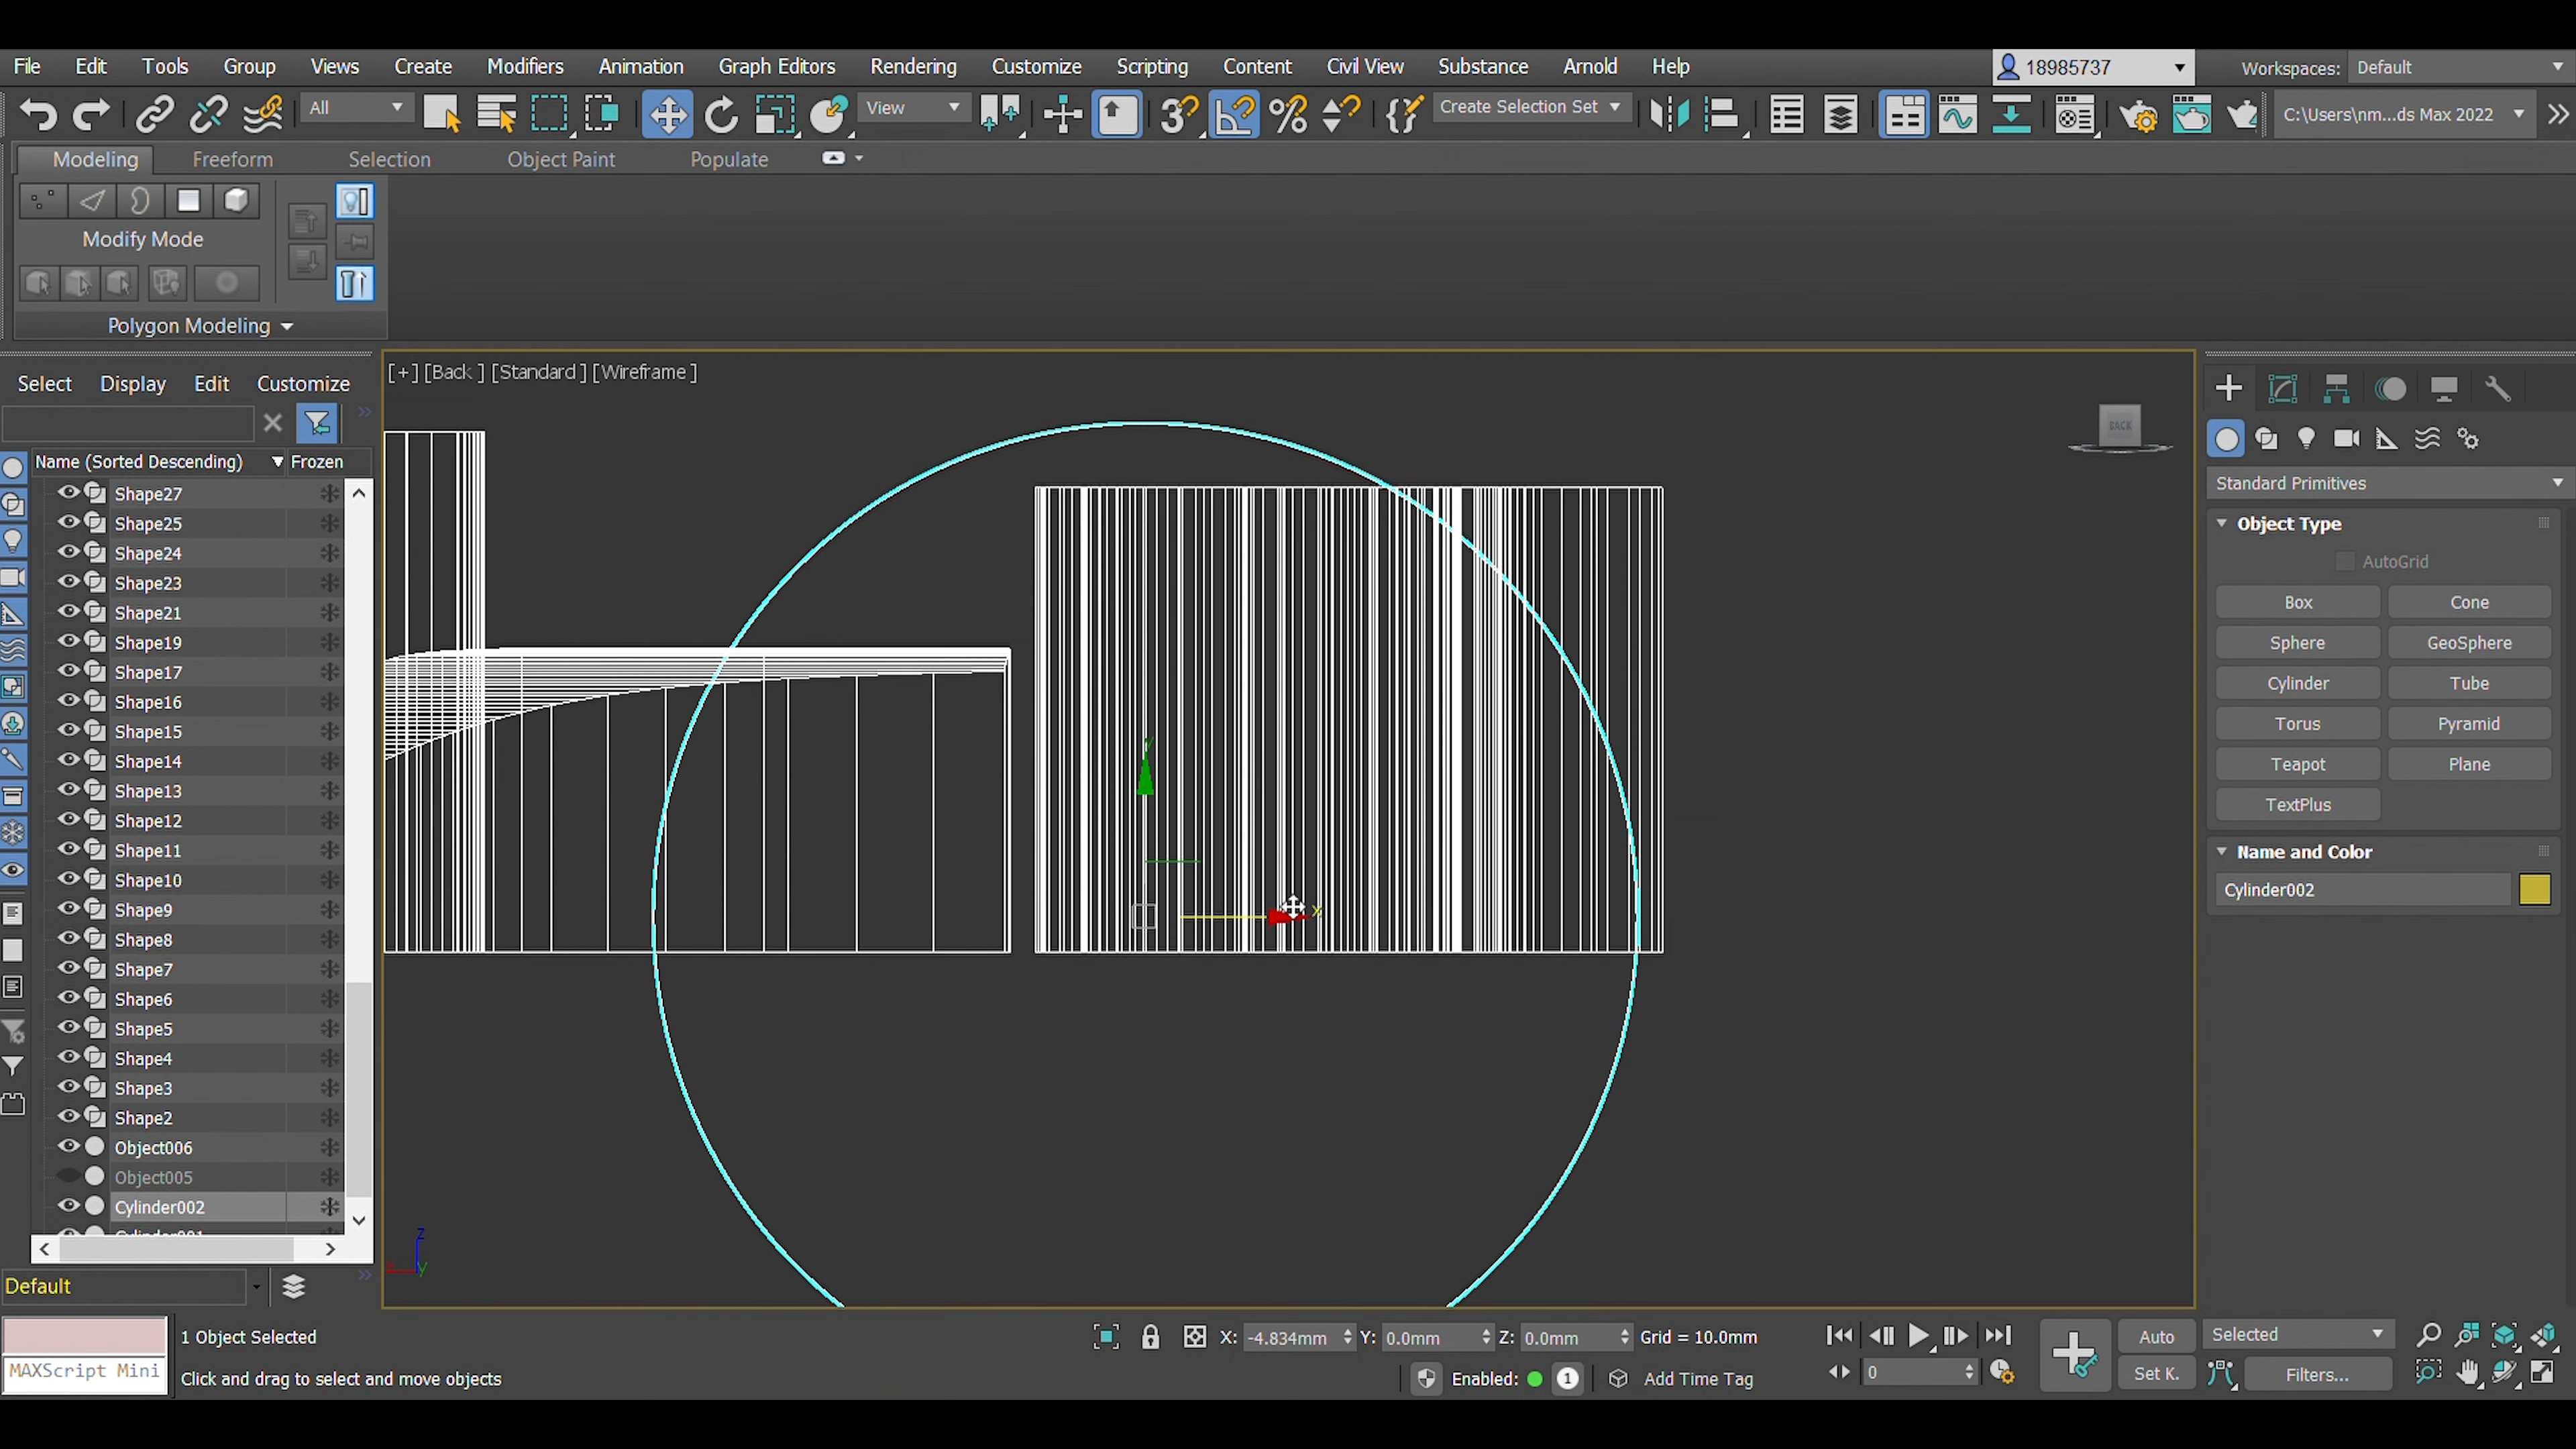 File Edit Tools Group Views Create Modifiers Animation Graph Editors Rendering Customize Scripting Content Civil View Substance Arnold Help 18985737 Workspaces: Default
All View Create Selection Set C:\Users\nm...ds Max 2022
Modeling Freeform Selection Object Paint Populate
Modify Mode
Polygon Modeling
Select Display Edit Customize
[+] [Back ] [Standard ] [Wireframe ]
BACK
Name (Sorted Descending) Frozen
Shape27
Shape25
Shape24
Shape23
Shape21
Shape19
Shape17
Shape16
Shape15
Shape14
Shape13
Shape12
Shape11
Shape10
Shape9
Shape8
Shape7
Shape6
Shape5
Shape4
Shape3
Shape2
Object006
Object005
Cylinder002
Cylinder001
Default
y
x
z
x y
Standard Primitives
Object Type
AutoGrid
Box Cone
Sphere GeoSphere
Cylinder Tube
Torus Pyramid
Teapot Plane
TextPlus
Name and Color
Cylinder002
1 Object Selected X: -4.834mm Y: 0.0mm Z: 0.0mm Grid = 10.0mm Auto Selected
MAXScript Mini Click and drag to select and move objects Enabled: 1 Add Time Tag 0 Set K. Filters...